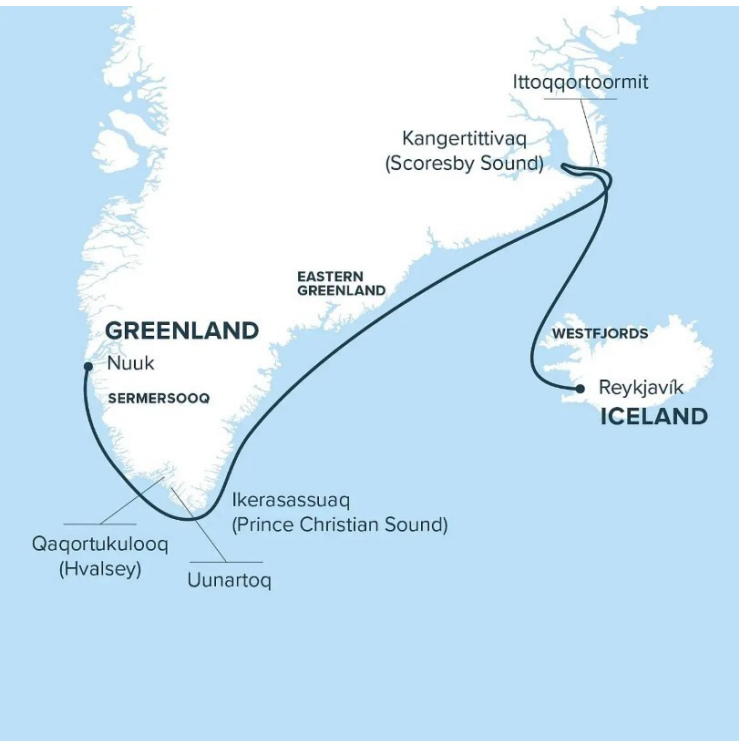 Ittoqqortoormit
Kangertittivaq
(Scoresby Sound)
EASTERN
GREENLAND
GREENLAND
WESTFJORDS
Nuuk
Reykjavík
SERMERSOOQ
ICELAND
Ikerasassuaq
(Prince Christian Sound)
Qaqortukulooq
(Hvalsey)
Uunartoq